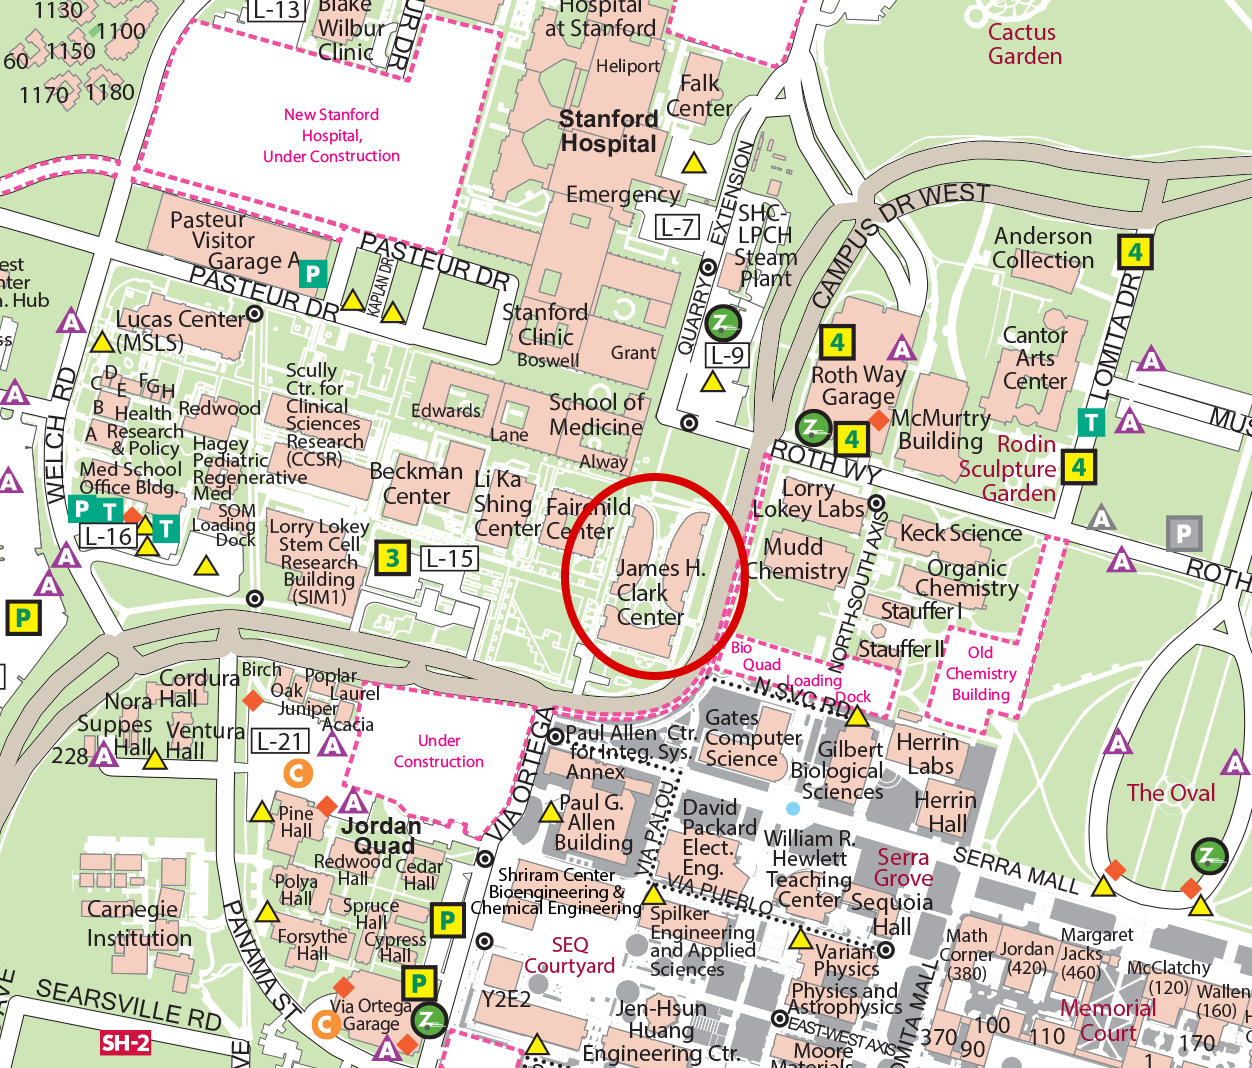 1130
1100
60
1150
1170
1180
L-13
Blake
Wilbur
Clinic
UR DR
Hospital
at Stanford
Heliport
Falk
Center
Cactus
Garden
New Stanford
Hospital,
Under Construction
Stanford
Hospital
Emergency
L-7
EXTENSION
SHC-
LPCH
Steam
Plant
CAMPUS DR WEST
Anderson
Collection
4
Pasteur
Visitor
Garage A
P
PASTEUR DR
PASTEUR DR
KAPLAN DR
QUARRY
Z
L-9
Stanford
Clinic
Boswell
Grant
Lucas Center
(MSLS)
A
A
A
4
A
Roth Way
Garage
Z
4
McMurtry
Building
Cantor
Arts
Center
LOMITA DR
A
T
A
MUS
Rodin
Sculpture
Garden
4
WELCH RD
C
D
E
F
G
H
B
A
Health
Research
& Policy
Redwood
Scully
Ctr. for
Clinical
Sciences
Research
(CCSR)
Hagey
Pediatric
Regenerative
Med
Med School
Office Bldg.
P
T
T
L-16
SOM
Loading
Dock
Edwards
Lane
School of
Medicine
Alway
Beckman
Center
Li Ka
Shing
Center
Fairchild
Center
James H.
Clark
Center
Lorry Lokey
Stem Cell
Research
Building
(SIM1)
3
L-15
ROTH WY
Lorry
Lokey Labs
Mudd
Chemistry
NORTH-SOUTH AXIS
Keck Science
Organic
Chemistry
Stauffer I
Stauffer II
A
P
A
ROTH
Old
Chemistry
Building
Bio
Quad
Loading
Dock
N SVC RD
A
A
P
Cordura
Hall
Nora
Suppes
Hall
Ventura
Hall
228
A
Birch
Oak
Juniper
Poplar
Laurel
Acacia
L-21
A
C
Under
Construction
VIA ORTEGA
Paul Allen Ctr.
for Integ. Sys.
Annex
Paul G.
Allen
Building
VIA PALOU
Gates
Computer
Science
Gilbert
Biological
Sciences
Herrin
Labs
Herrin
Hall
David
Packard
Elect.
Eng.
William R.
Hewlett
Teaching
Center
Serra
Grove
Sequoia
Hall
SERRA MALL
A
A
The Oval
Z
Pine
Hall
A
Jordan
Quad
Redwood
Hall
Cedar
Hall
Polya
Hall
Spruce
Hall
Forsythe
Hall
Cypress
Hall
P
P
Via Ortega
Garage
C
A
Z
PANAMA ST
Carnegie
Institution
SEARSVILLE RD
SH-2
AVE
AVE
Shriram Center
Bioengineering &
Chemical Engineering
VIA PUEBLO
Spilker
Engineering
and Applied
Sciences
SEQ
Courtyard
Y2E2
Jen-Hsun
Huang
Engineering Ctr.
Varian
Physics
Physics and
Astrophysics
EAST-WEST AXIS
Moore
Materials
LOMITA MALL
Math
Corner
(380)
Jordan
(420)
Margaret
Jacks
(460)
McClatchy
(120)
Wallen
(160)
Memorial
Court
370
100
90
110
170
1